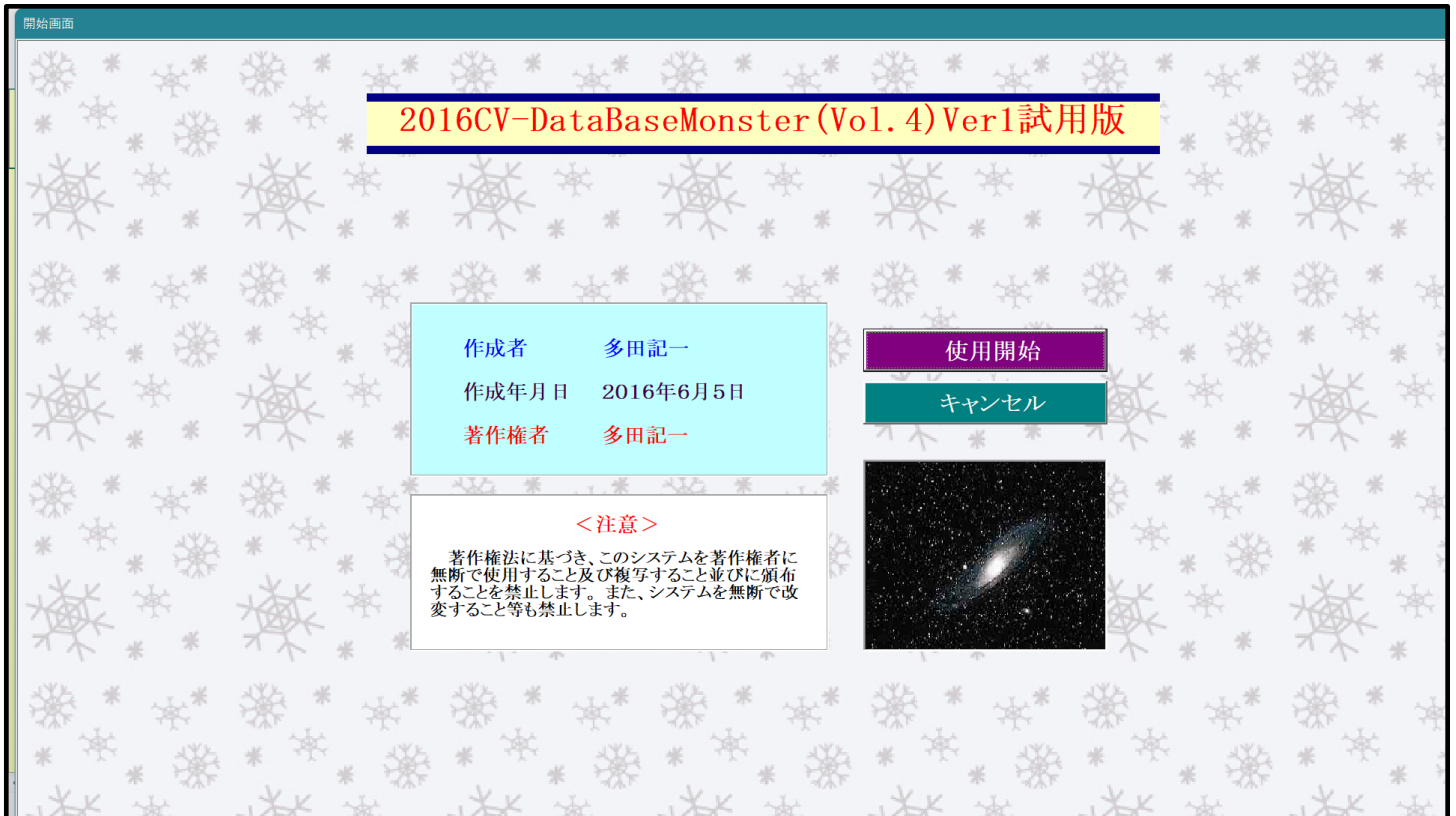 開始画面
2016CV-DataBaseMonster(Vol.4)Ver1試用版
作成者 多田記一
作成年月日 2016年6月5日
著作権者 多田記一
使用開始
キャンセル
＜注意＞
著作権法に基づき、このシステムを著作権者に
無断で使用すること及び複写すること並びに頒布
することを禁止します。また、システムを無断で改
変すること等も禁止します。